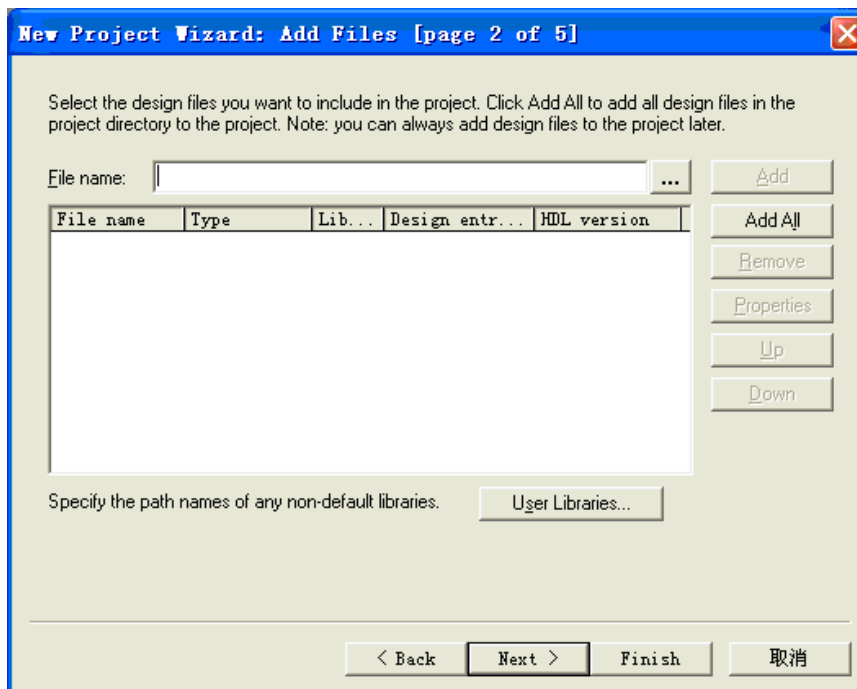 New Project Wizard: Add Files [page 2 of 5]
Select the design files you want to include in the project. Click Add All to add all design files in the
project directory to the project. Note: you can always add design files to the project later.
File name:
...
Add
File name Type Lib... Design entr... HDL version
Add All
Remove
Properties
Up
Down
Specify the path names of any non-default libraries.
User Libraries...
< Back Next > Finish 取消